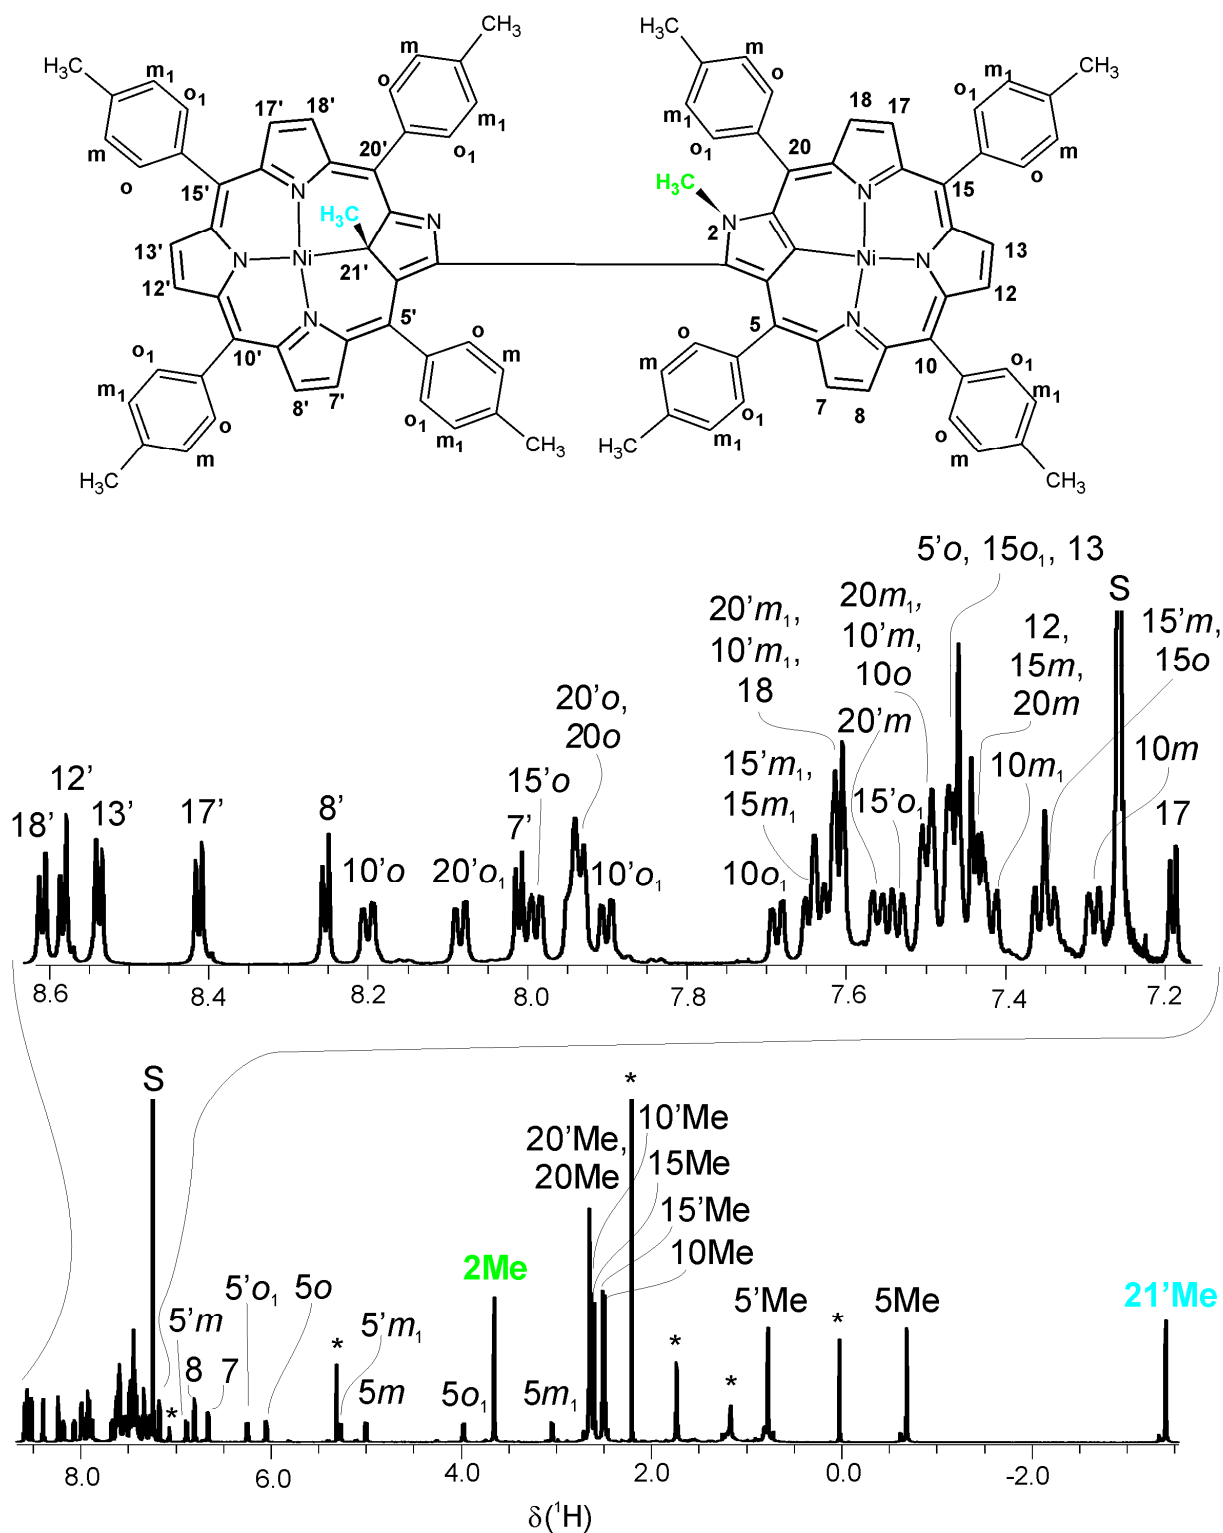 CH₃
H₃C
m₁
o₁
m
o
17'
18'
m
o
m₁
o₁
20'
15'
N
H₃C
N
13'
N
Ni
21'
12'
N
5'
10'
o₁
m₁
o
m
8'
7'
o
m
o₁
m₁
CH₃
H₃C
H₃C
m
o
m₁
o₁
18
17
20
15
o₁
m₁
CH₃
m
o
H₃C
N
2
N
Ni
N
13
12
N
5
10
o
m
o₁
m₁
H₃C
7
8
o₁
m₁
o
m
CH₃
5'o, 15o₁, 13
20'm₁,
10'm₁,
18
20m₁,
10'm,
10o
S
12,
15m,
20m
15'm,
15o
20'o,
20o
20'm
15'm₁,
15m₁
15'o₁
10m₁
10m
18'
12'
13'
17'
8'
10'o
20'o₁
7'
15'o
10'o₁
10o₁
17
8.6
8.4
8.2
8.0
7.8
7.6
7.4
7.2
S
*
20'Me,
20Me
10'Me
15Me
15'Me
10Me
2Me
5'm
8
7
5'o₁
5o
*
*
5'm₁
5m
5o₁
5m₁
*
*
5'Me
*
5Me
21'Me
8.0
6.0
4.0
2.0
0.0
-2.0
δ(¹H)